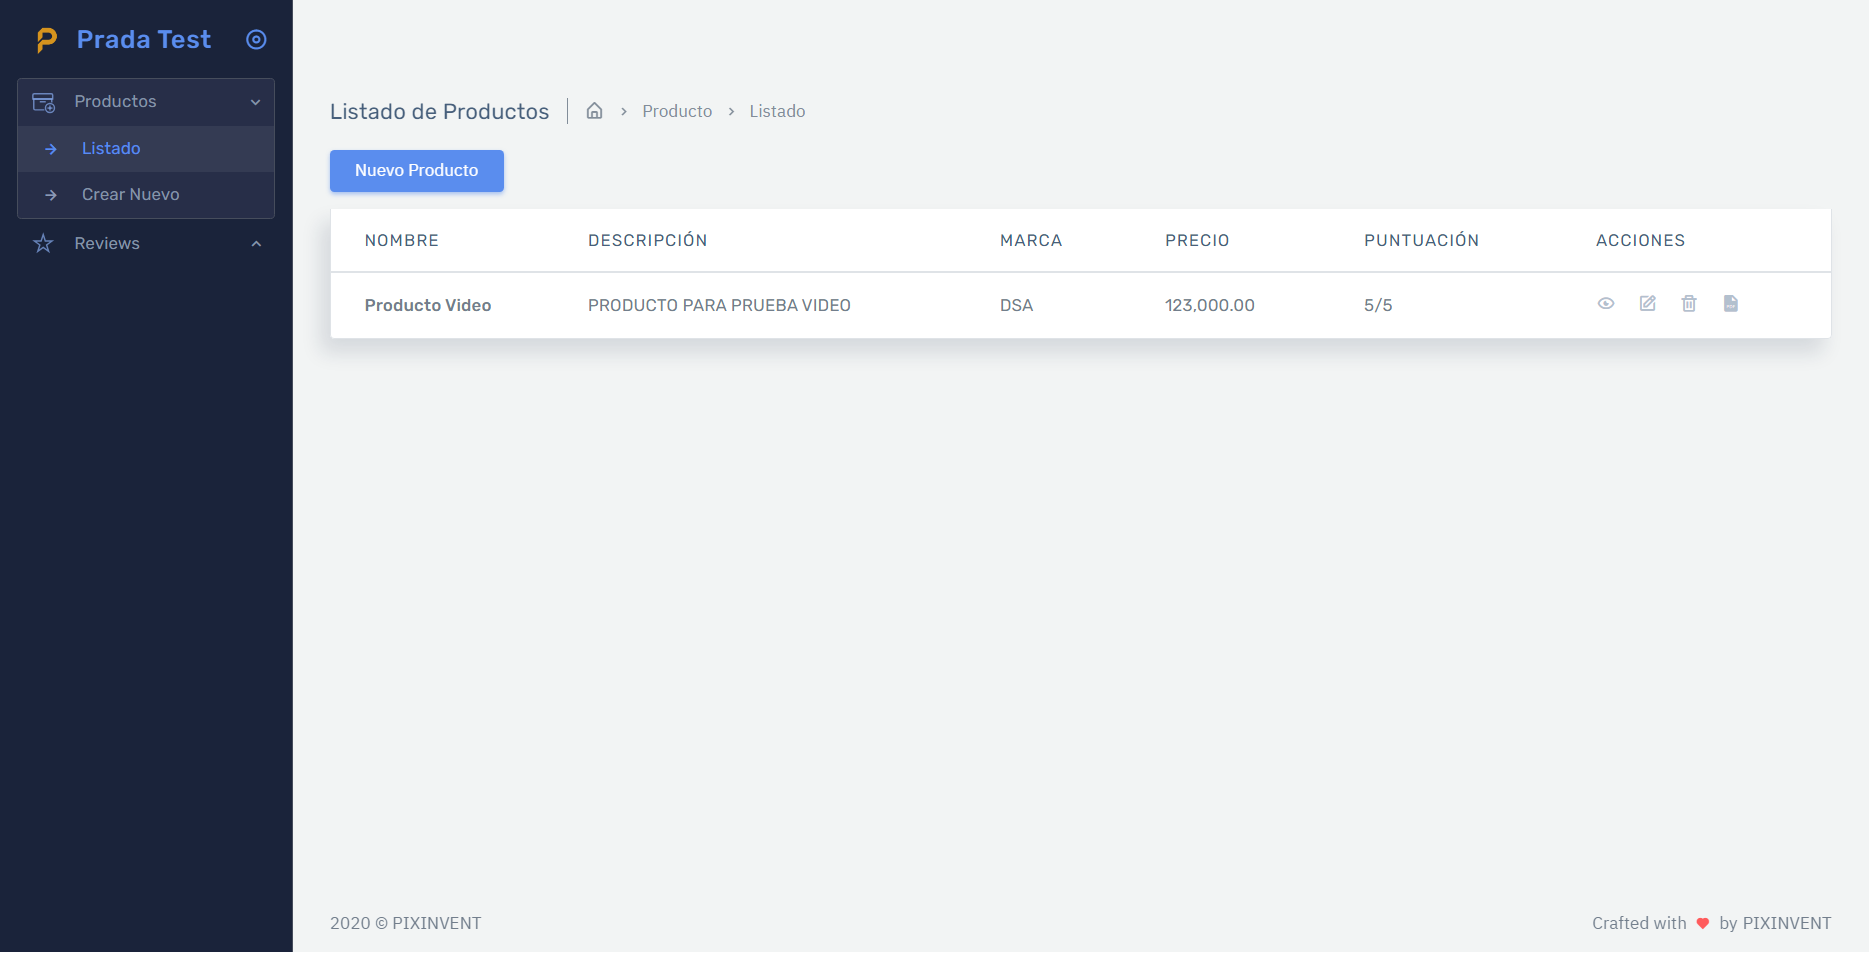 Prada Test
Productos
Listado
Crear Nuevo
Reviews
Listado de Productos Producto Listado
Nuevo Producto
NOMBRE DESCRIPCIÓN MARCA PRECIO PUNTUACIÓN ACCIONES
Producto Video PRODUCTO PARA PRUEBA VIDEO DSA 123,000.00 5/5
2020 © PIXINVENT Crafted with ♥ by PIXINVENT